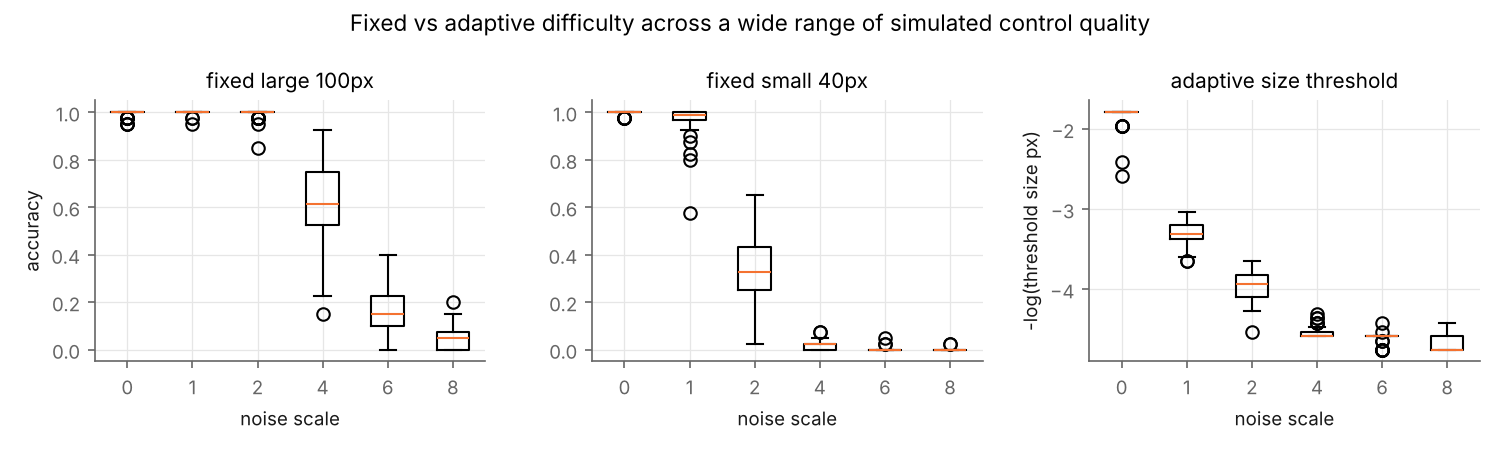 Fixed vs adaptive difficulty across a wide range of simulated control quality
fixed large 100px
accuracy
1.0
0.8
0.6
0.4
0.2
0.0
0 1 2 4 6 8
noise scale
fixed small 40px
1.0
0.8
0.6
0.4
0.2
0.0
0 1 2 4 6 8
noise scale
adaptive size threshold
-log(threshold size px)
−2
−3
−4
0 1 2 4 6 8
noise scale